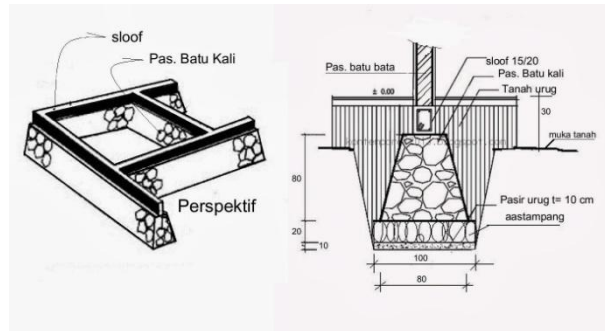 sloof
Pas. Batu Kali
Perspektif
Pas. batu bata
sloof 15/20
Pas. Batu kali
Tanah urug
± 0.00
30
muka tanah
80
Pasir urug t= 10 cm
aastampang
20
10
100
80